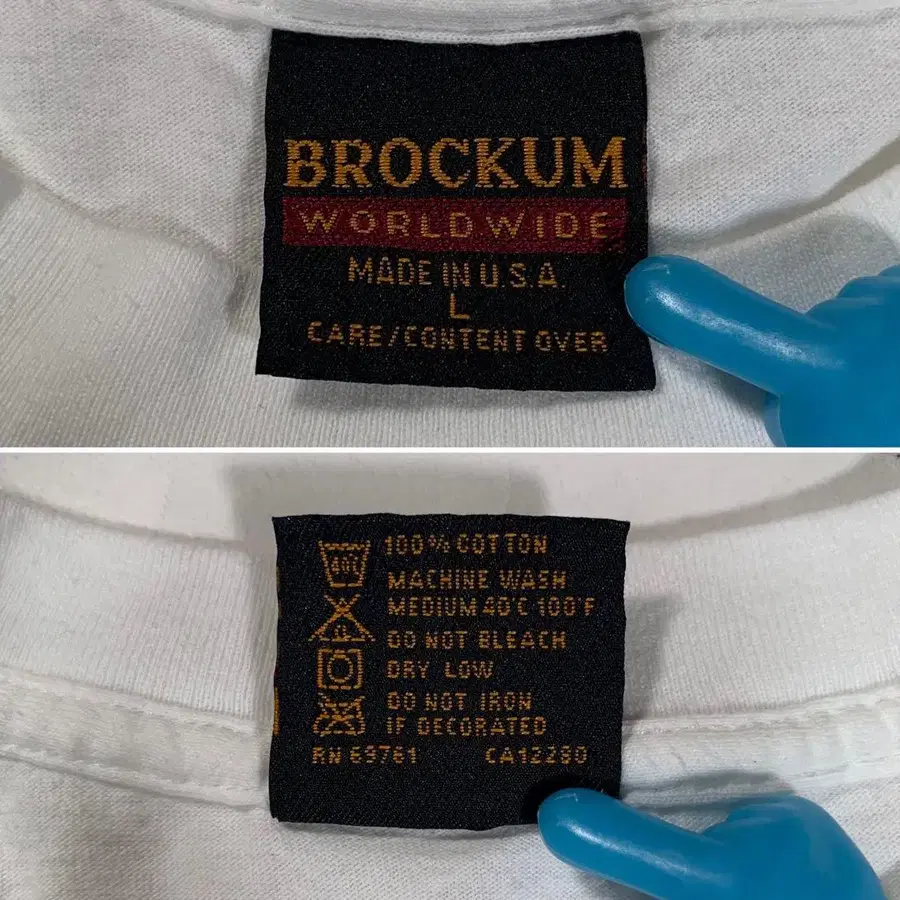 BROCKUM
WORLDWIDE
MADE IN U.S.A.
L
CARE/CONTENT OVER
100% COTTON
MACHINE WASH
MEDIUM 40°C 100°F
DO NOT BLEACH
DRY LOW
DO NOT IRON
IF DECORATED
RN 69761 CA12280